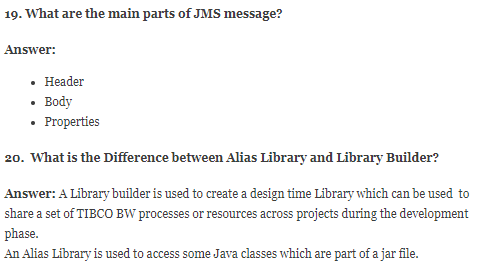 19. What are the main parts of JMS message?
Answer:
• Header
• Body
• Properties
20.  What is the Difference between Alias Library and Library Builder?
Answer: A Library builder is used to create a design time Library which can be used  to
share a set of TIBCO BW processes or resources across projects during the development
phase.
An Alias Library is used to access some Java classes which are part of a jar file.